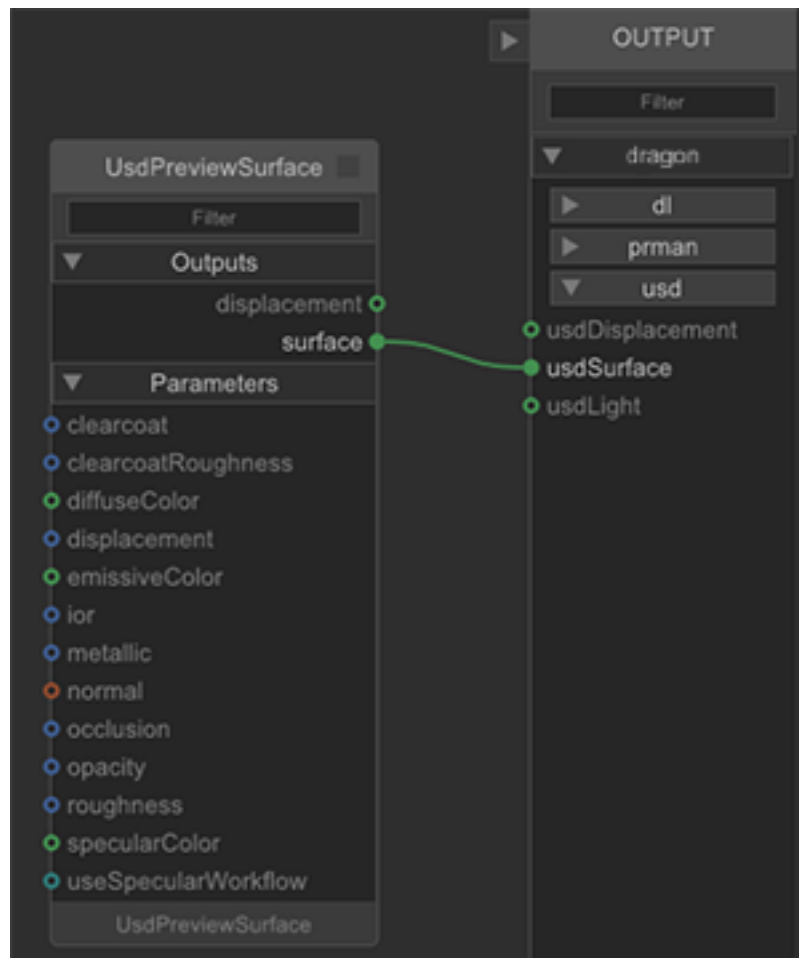 OUTPUT
Filter
dragon
dl
prman
usd
usdDisplacement
usdSurface
usdLight
UsdPreviewSurface
Filter
Outputs
displacement
surface
Parameters
clearcoat
clearcoatRoughness
diffuseColor
displacement
emissiveColor
ior
metallic
normal
occlusion
opacity
roughness
specularColor
useSpecularWorkflow
UsdPreviewSurface